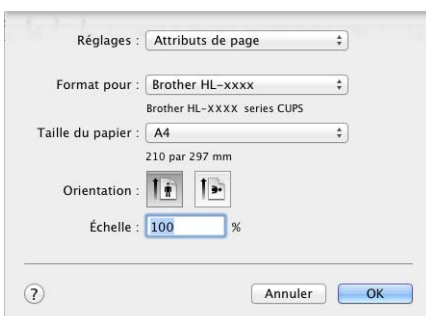 Réglages : Attributs de page
Format pour : Brother HL-xxxx
Brother HL-XXXX series CUPS
Taille du papier : A4
210 par 297 mm
Orientation :
Échelle : 100 %
? Annuler OK